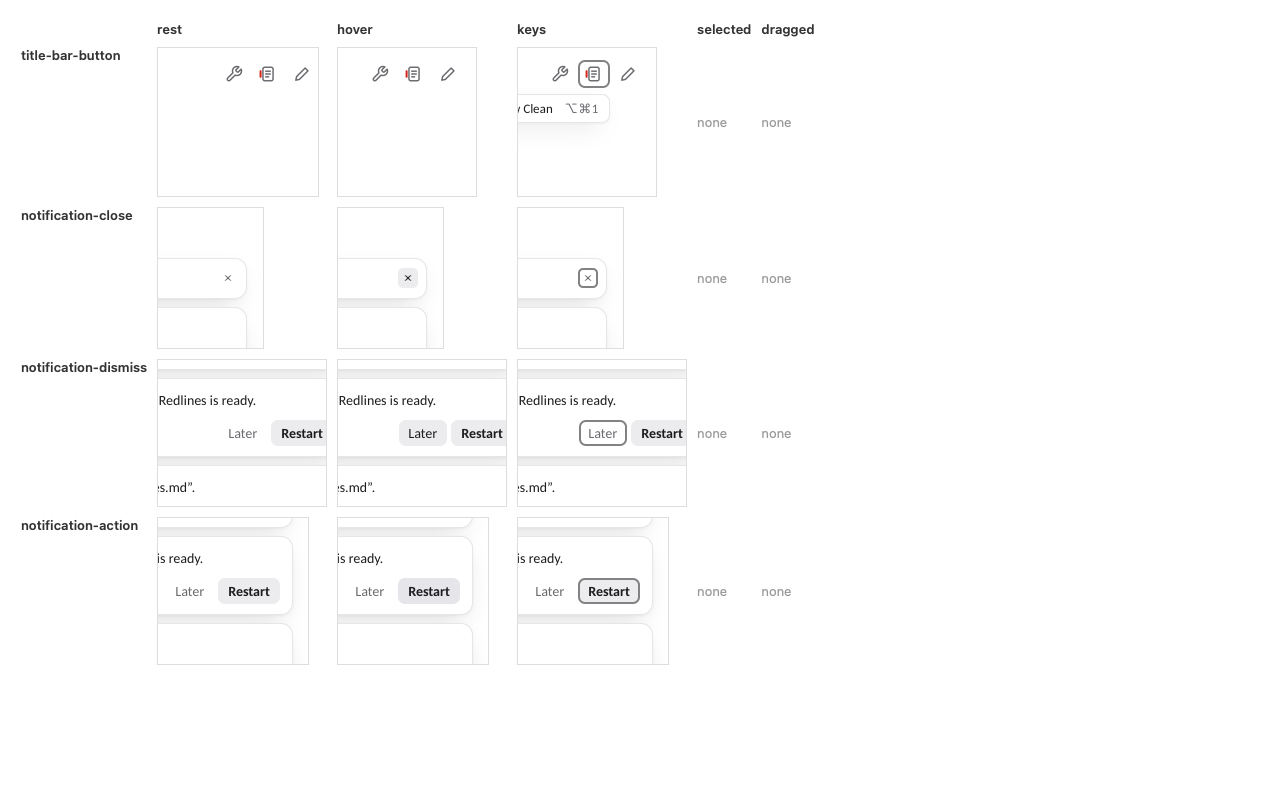 rest hover keys selected dragged
title-bar-button
Clean ⌥⌘1
none none
notification-close
× × ×
none none
notification-dismiss
Redlines is ready. Redlines is ready. Redlines is ready.
Later Restart Later Restart Later Restart
none none
es.md”. es.md”. es.md”.
notification-action
is ready. is ready. is ready.
Later Restart Later Restart Later Restart
none none